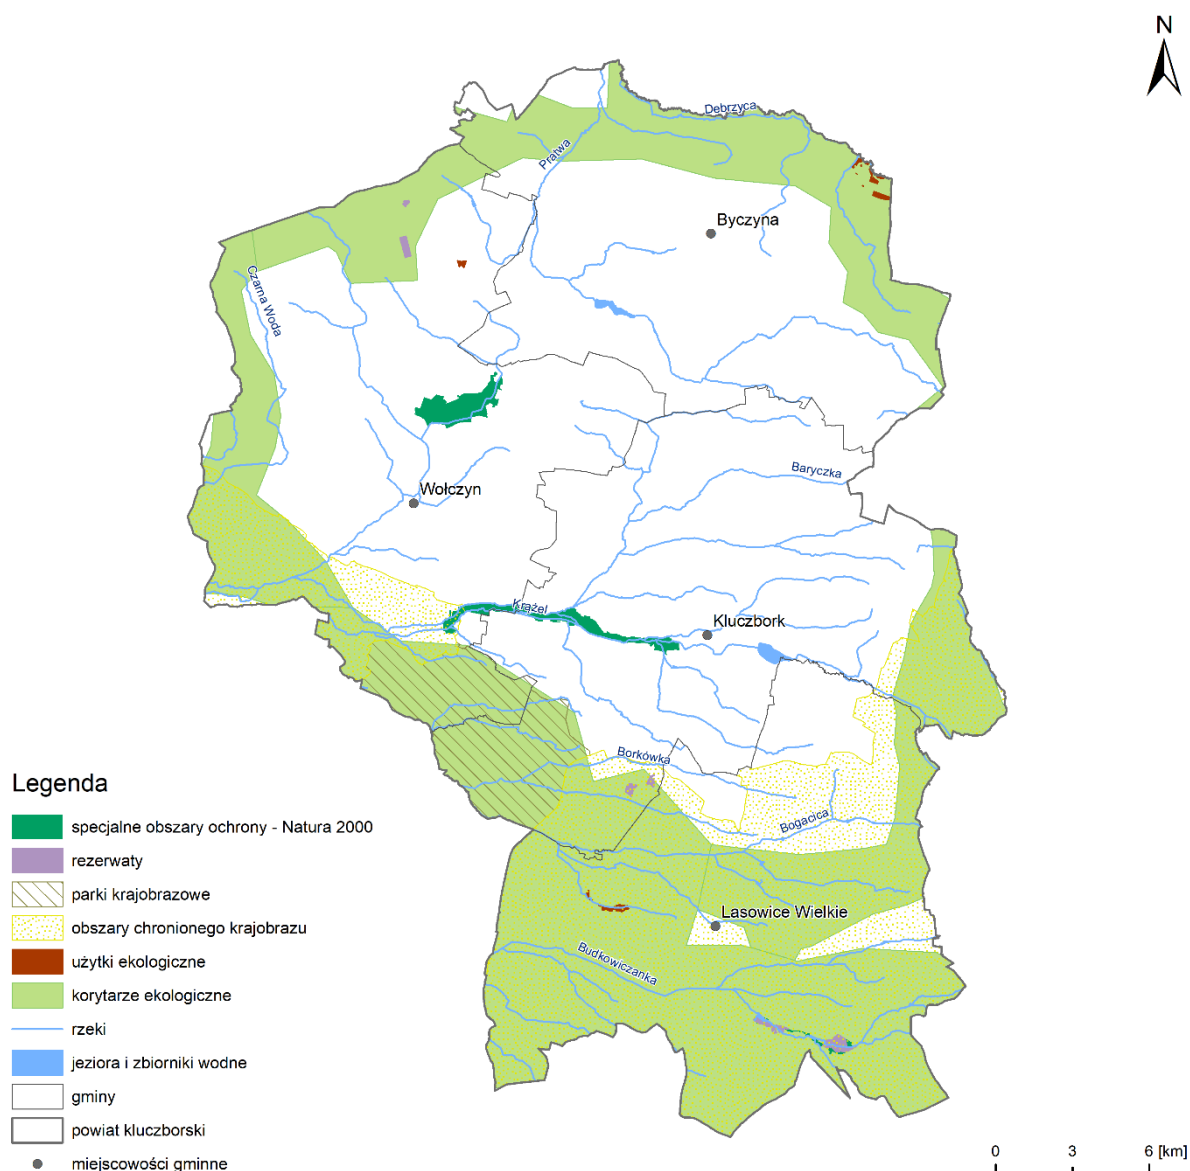 N
Dębrzyca
Pratwa
Byczyna
Czarna Woda
Baryczka
Wołczyn
Krążel
Kluczbork
Borkówka
Bogacica
Lasowice Wielkie
Budkowiczanka
Legenda
specjalne obszary ochrony - Natura 2000
rezerwaty
parki krajobrazowe
obszary chronionego krajobrazu
użytki ekologiczne
korytarze ekologiczne
rzeki
jeziora i zbiorniki wodne
gminy
powiat kluczborski
miejscowości gminne
0 3 6 [km]